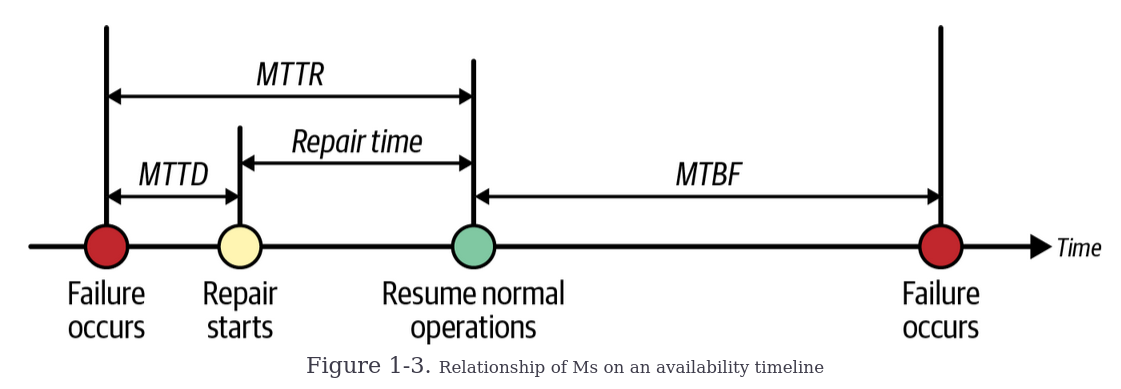 MTTR
Repair time
MTTD
MTBF
Time
Failure
occurs
Repair
starts
Resume normal
operations
Failure
occurs
Figure 1-3. Relationship of Ms on an availability timeline